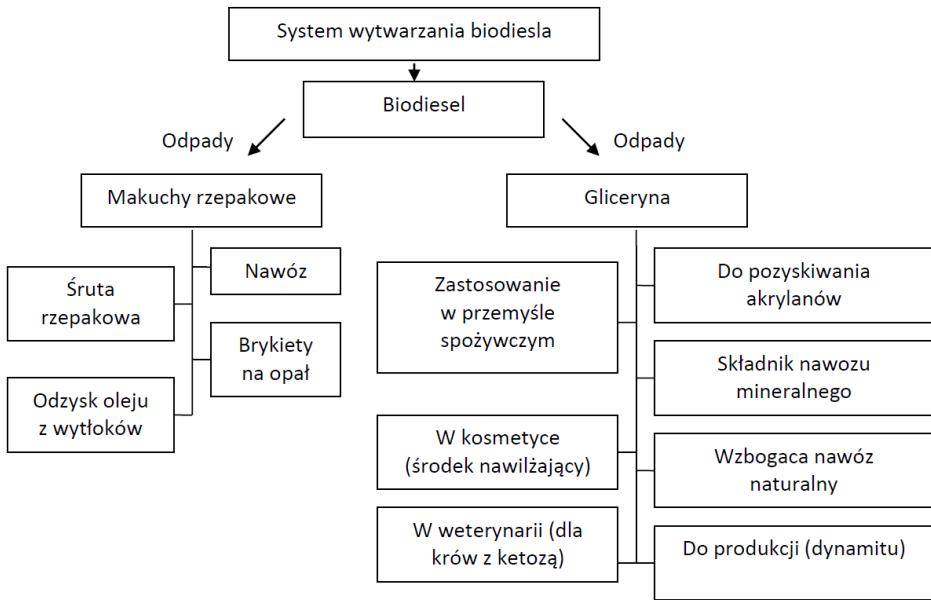 System wytwarzania biodiesla
Biodiesel
Odpady
Odpady
Makuchy rzepakowe
Gliceryna
Nawóz
Śruta
rzepakowa
Brykiety
na opał
Odzysk oleju
z wytłoków
Zastosowanie
w przemyśle
spożywczym
Do pozyskiwania
akrylanów
Składnik nawozu
mineralnego
W kosmetyce
(środek nawilżający)
Wzbogaca nawóz
naturalny
W weterynarii (dla
krów z ketozą)
Do produkcji (dynamitu)